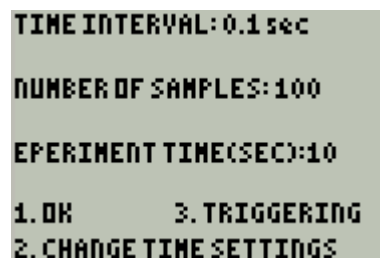 TIME INTERVAL: 0.1 sec
NUMBER OF SAMPLES: 100
EPERIMENT TIME(SEC):10
1. OK 3. TRIGGERING
2. CHANGE TIME SETTINGS